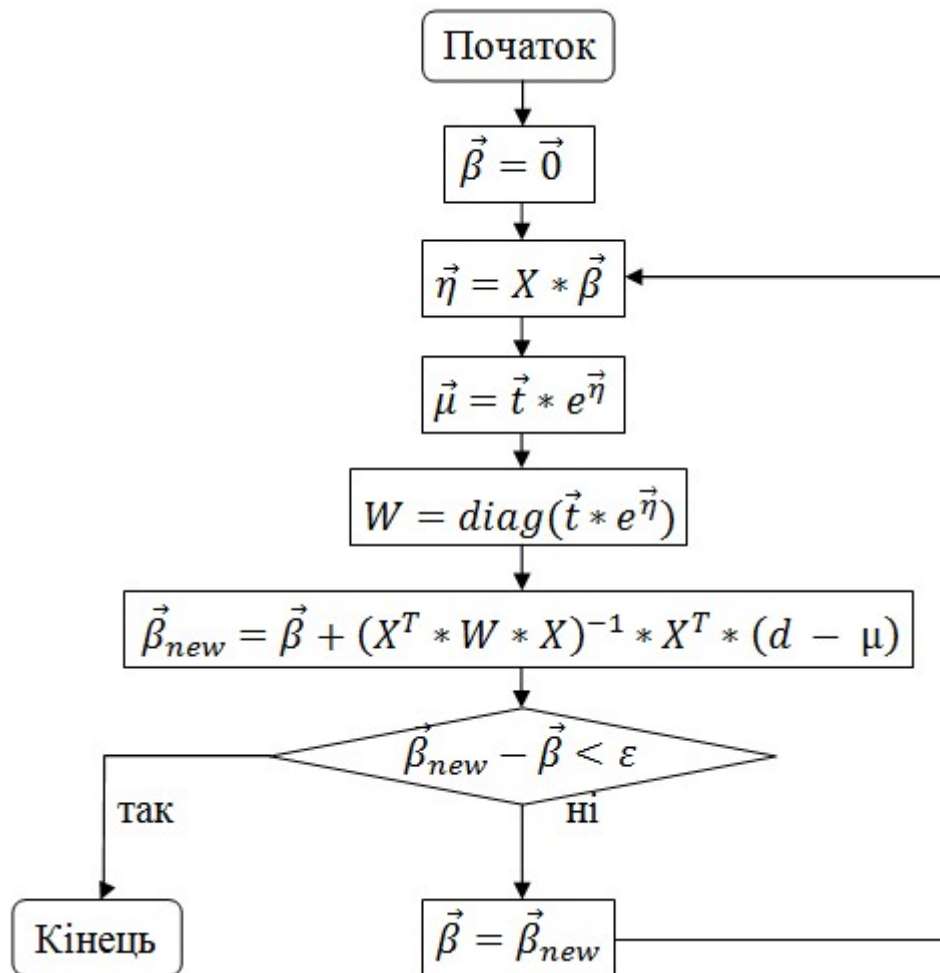 Початок
β⃗ = 0⃗
η⃗ = X * β⃗
μ⃗ = t⃗ * e^η⃗
W = diag(t⃗ * e^η⃗)
β⃗_new = β⃗ + (X^T * W * X)^−1 * X^T * (d − μ)
β⃗_new − β⃗ < ε
так
ні
Кінець
β⃗ = β⃗_new